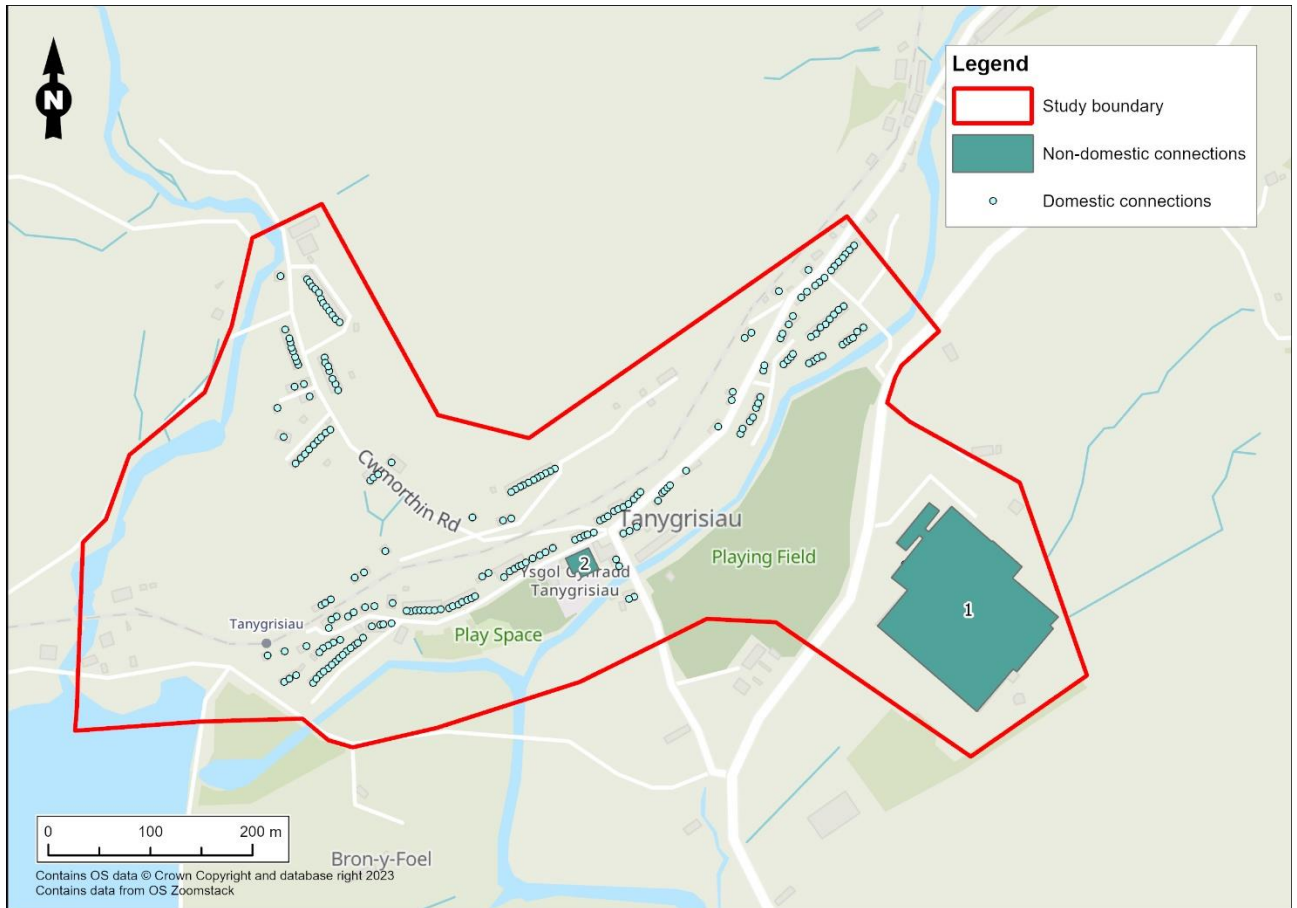 N
Legend
Study boundary
Non-domestic connections
Domestic connections
Cwmorthin Rd
Tanygrisiau
Playing Field
2
Ysgol Gynradd
Tanygrisiau
1
Tanygrisiau
Play Space
0 100 200 m
Bron-y-Foel
Contains OS data © Crown Copyright and database right 2023
Contains data from OS Zoomstack